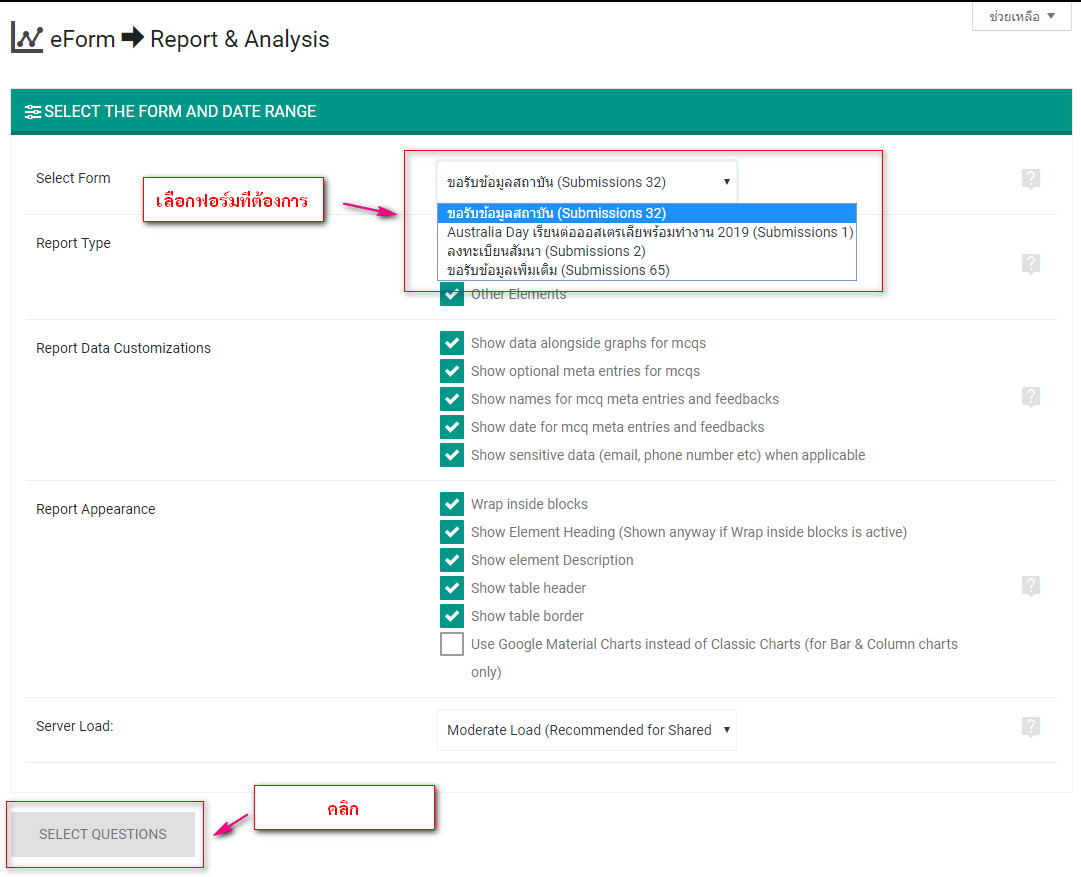 ช่วยเหลือ ▼
eForm ➡ Report & Analysis
SELECT THE FORM AND DATE RANGE
Select Form
ขอรับข้อมูลสถาบัน (Submissions 32)
เลือกฟอร์มที่ต้องการ
ขอรับข้อมูลสถาบัน (Submissions 32)
Australia Day เรียนต่อออสเตรเลียพร้อมทำงาน 2019 (Submissions 1)
ลงทะเบียนสัมนา (Submissions 2)
ขอรับข้อมูลเพิ่มเติม (Submissions 65)
Report Type
Other Elements
Report Data Customizations
Show data alongside graphs for mcqs
Show optional meta entries for mcqs
Show names for mcq meta entries and feedbacks
Show date for mcq meta entries and feedbacks
Show sensitive data (email, phone number etc) when applicable
Report Appearance
Wrap inside blocks
Show Element Heading (Shown anyway if Wrap inside blocks is active)
Show element Description
Show table header
Show table border
Use Google Material Charts instead of Classic Charts (for Bar & Column charts
only)
Server Load:
Moderate Load (Recommended for Shared
คลิก
SELECT QUESTIONS